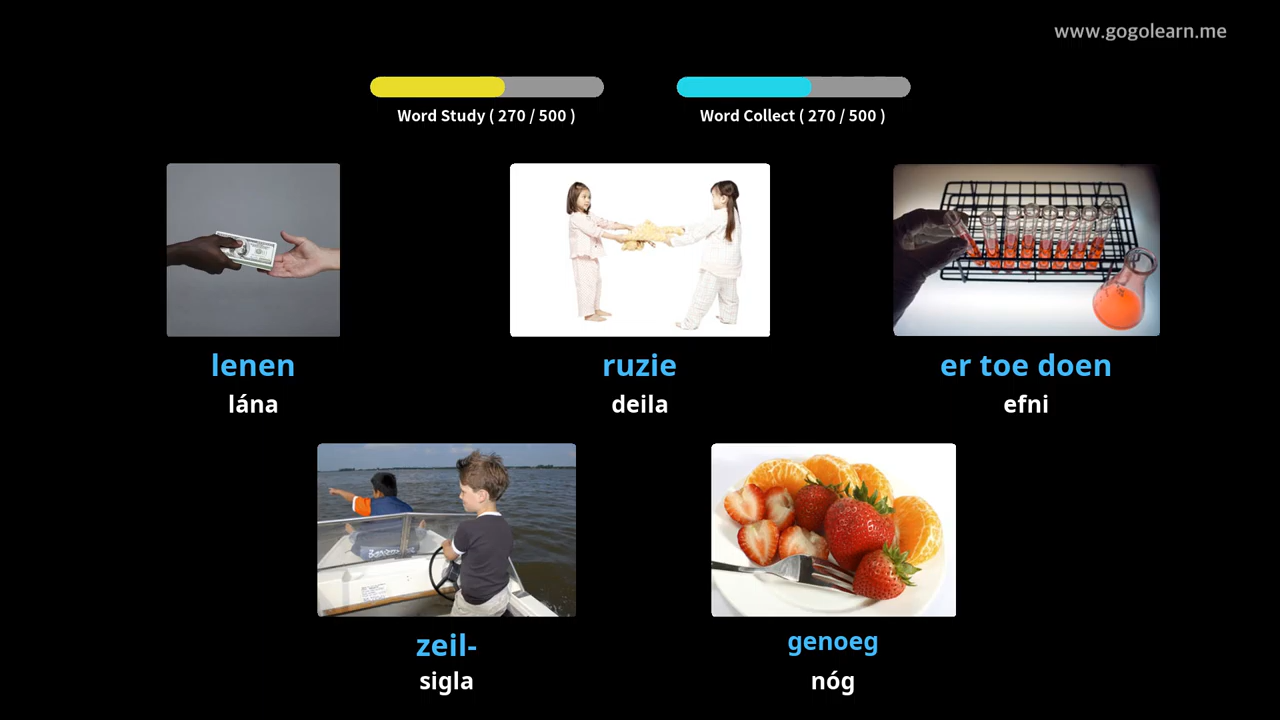 www.gogolearn.me
Word Study ( 270 / 500 )
Word Collect ( 270 / 500 )
lenen
lána
ruzie
deila
er toe doen
efni
zeil-
sigla
genoeg
nóg